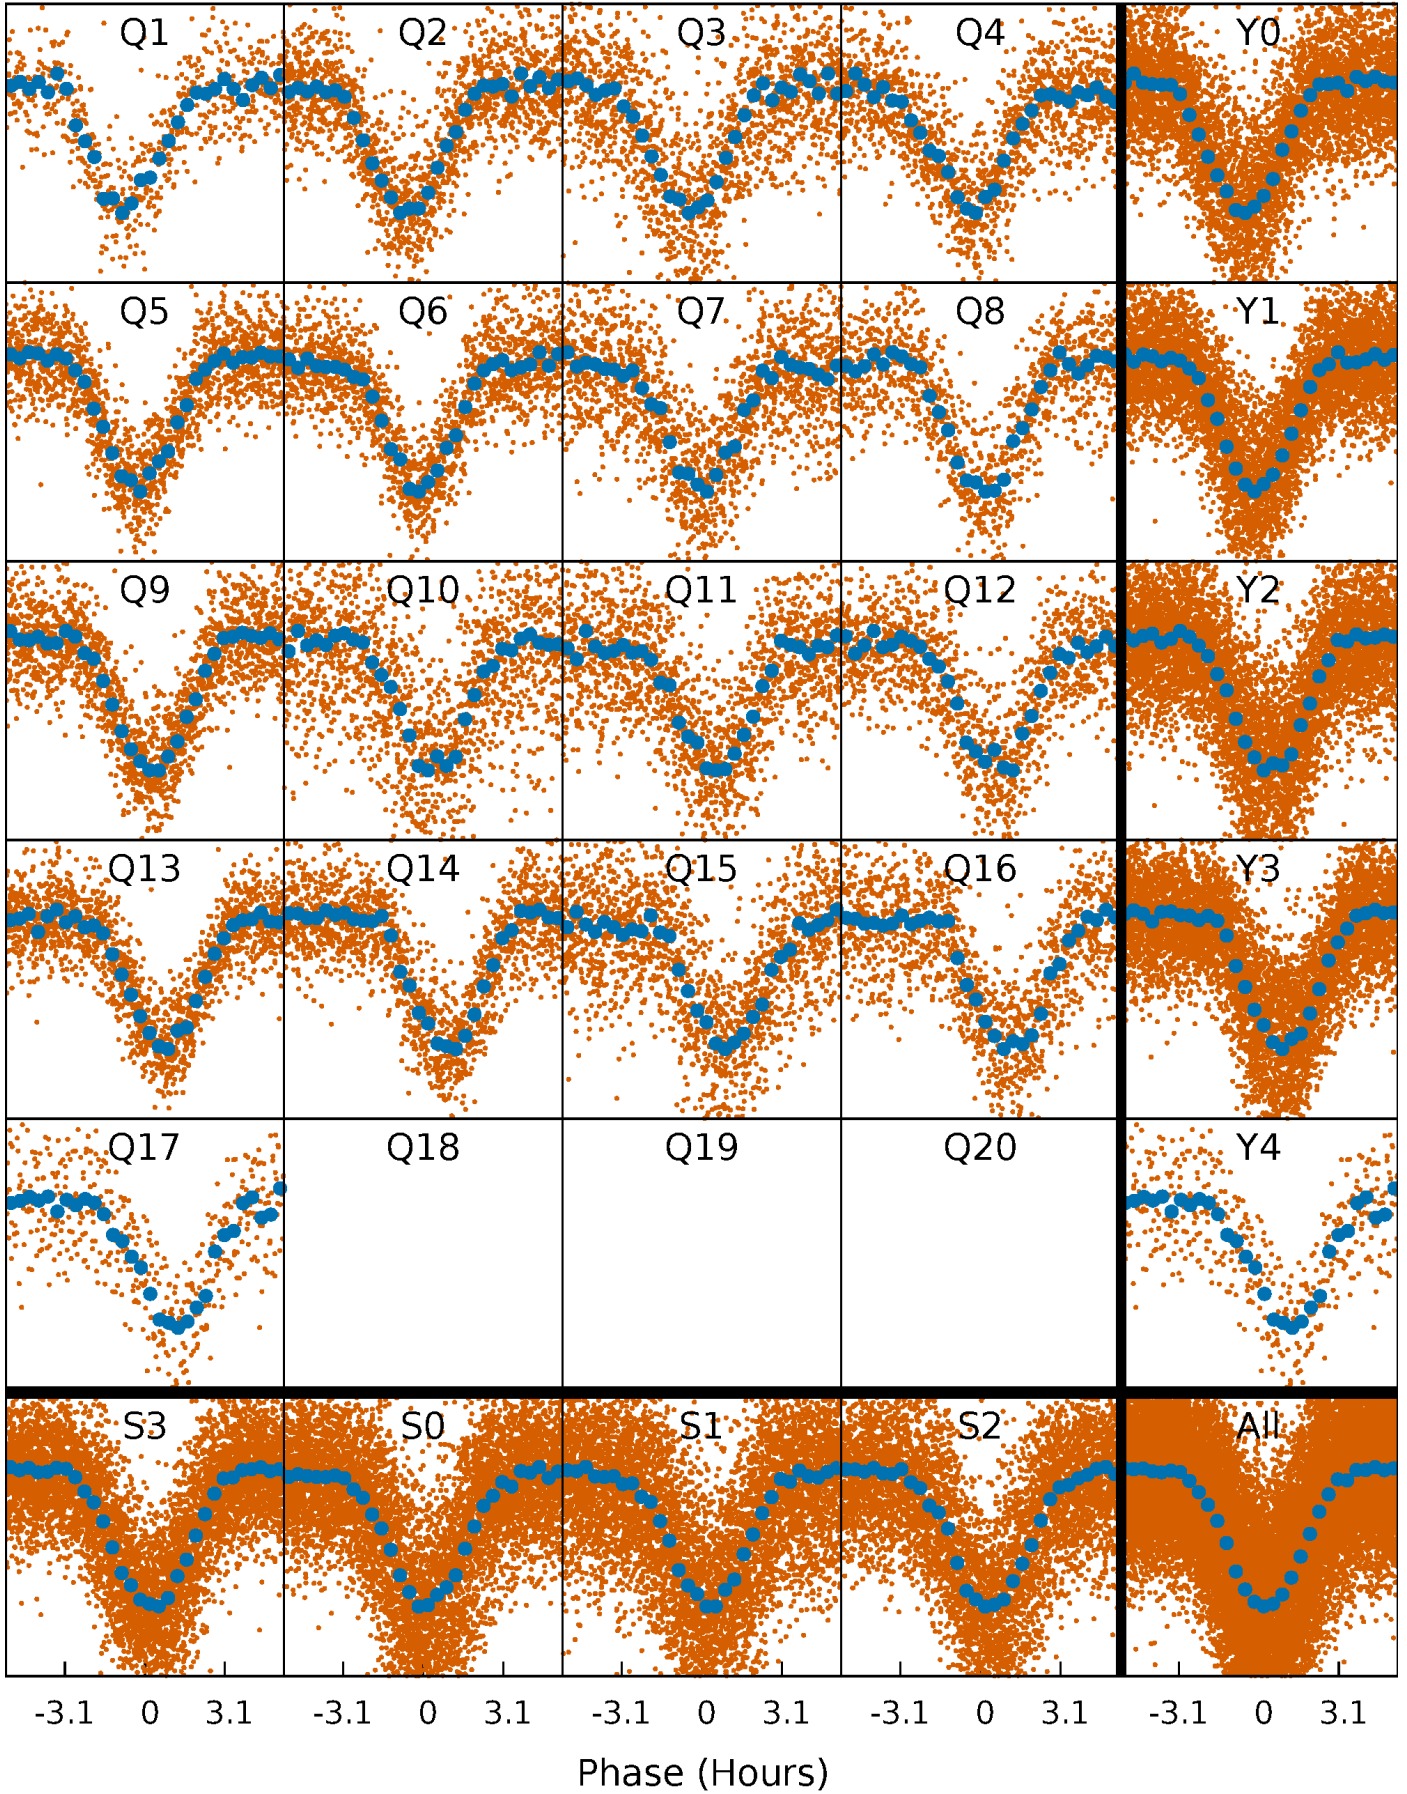 Q1 Q2 Q3 Q4 Y0
Q5 Q6 Q7 Q8 Y1
Q9 Q10 Q11 Q12 Y2
Q13 Q14 Q15 Q16 Y3
Q17 Q18 Q19 Q20 Y4
S3 S0 S1 S2 All
-3.1 0 3.1 -3.1 0 3.1 -3.1 0 3.1 -3.1 0 3.1 -3.1 0 3.1
Phase (Hours)